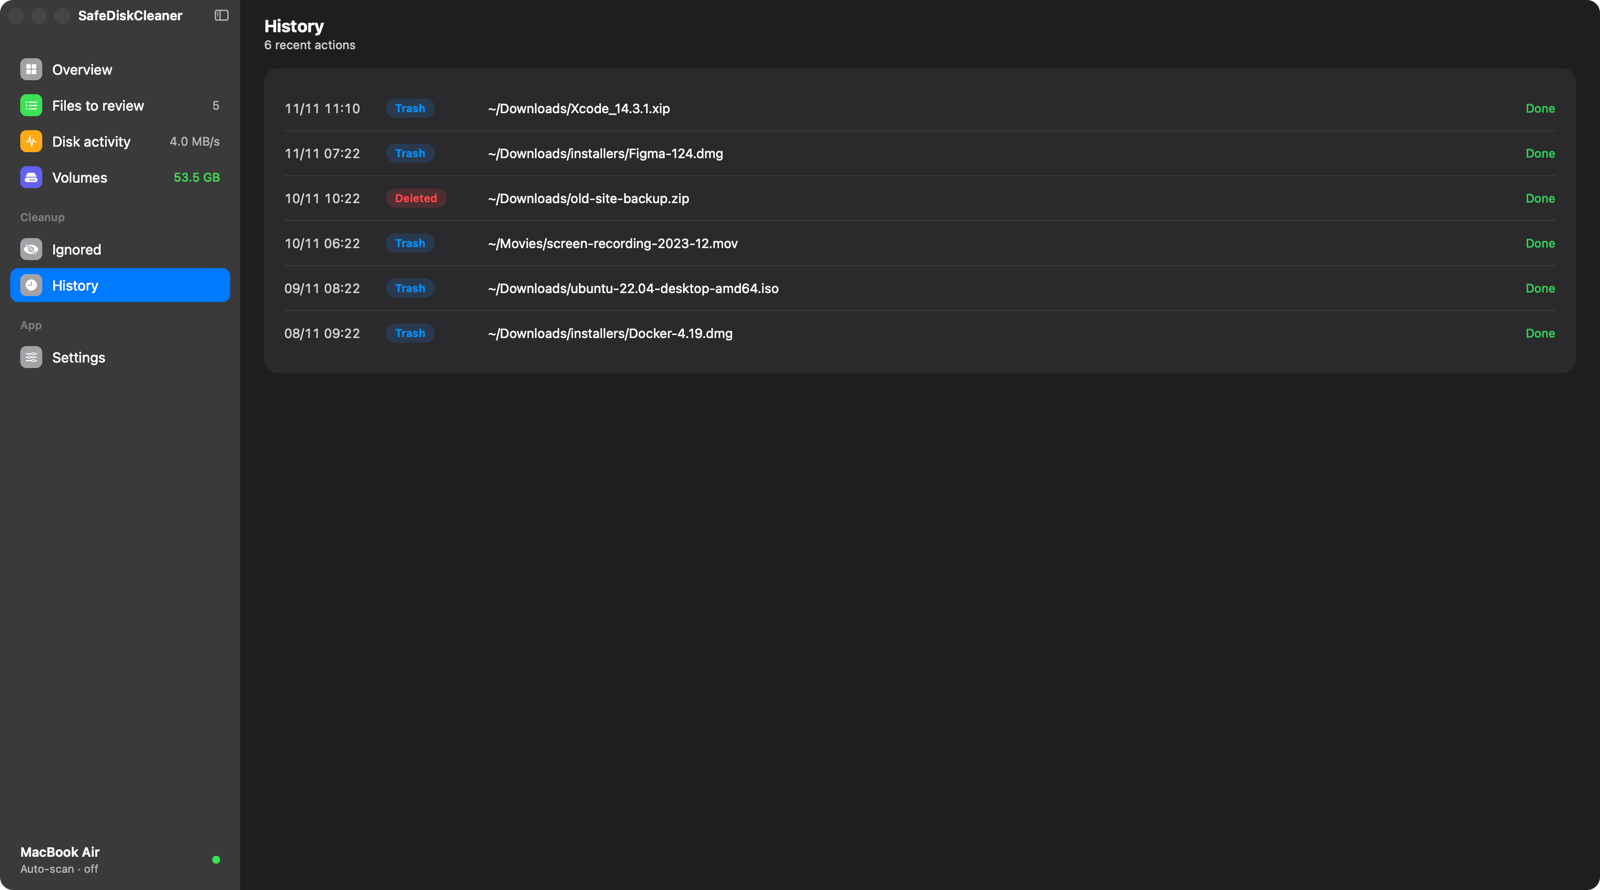 SafeDiskCleaner
Overview
Files to review 5
Disk activity 4.0 MB/s
Volumes 53.5 GB
Cleanup
Ignored
History
App
Settings
MacBook Air
Auto-scan · off
History
6 recent actions
11/11 11:10 Trash ~/Downloads/Xcode_14.3.1.xip Done
11/11 07:22 Trash ~/Downloads/installers/Figma-124.dmg Done
10/11 10:22 Deleted ~/Downloads/old-site-backup.zip Done
10/11 06:22 Trash ~/Movies/screen-recording-2023-12.mov Done
09/11 08:22 Trash ~/Downloads/ubuntu-22.04-desktop-amd64.iso Done
08/11 09:22 Trash ~/Downloads/installers/Docker-4.19.dmg Done